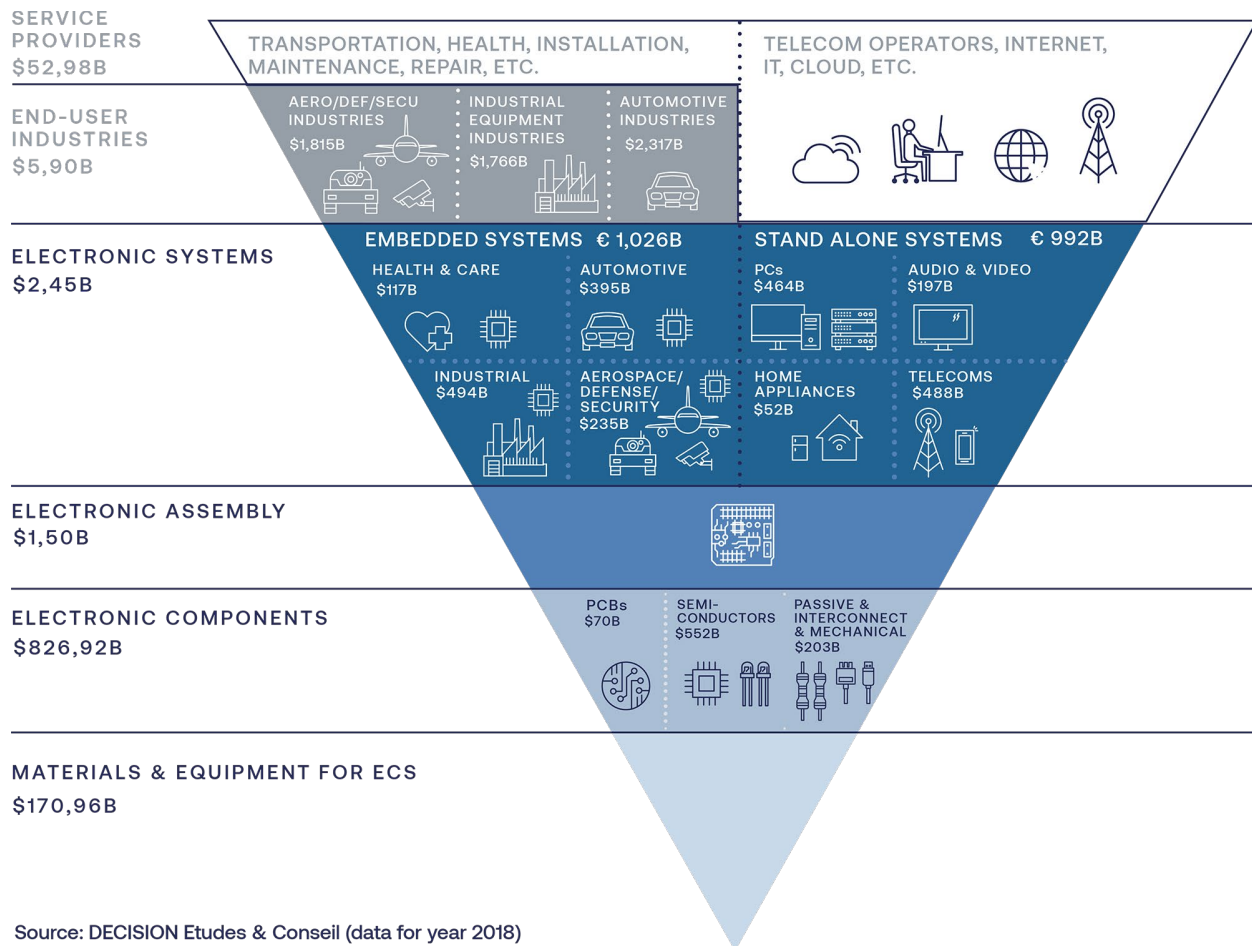 SERVICE
PROVIDERS
$52,98B
TRANSPORTATION, HEALTH, INSTALLATION,
MAINTENANCE, REPAIR, ETC.
TELECOM OPERATORS, INTERNET,
IT, CLOUD, ETC.
END-USER
INDUSTRIES
$5,90B
AERO/DEF/SECU
INDUSTRIES
$1,815B
INDUSTRIAL
EQUIPMENT
INDUSTRIES
$1,766B
AUTOMOTIVE
INDUSTRIES
$2,317B
ELECTRONIC SYSTEMS
$2,45B
EMBEDDED SYSTEMS € 1,026B
STAND ALONE SYSTEMS € 992B
HEALTH & CARE
$117B
AUTOMOTIVE
$395B
PCs
$464B
AUDIO & VIDEO
$197B
INDUSTRIAL
$494B
AEROSPACE/
DEFENSE/
SECURITY
$235B
HOME
APPLIANCES
$52B
TELECOMS
$488B
ELECTRONIC ASSEMBLY
$1,50B
ELECTRONIC COMPONENTS
$826,92B
PCBs
$70B
SEMI-
CONDUCTORS
$552B
PASSIVE &
INTERCONNECT
& MECHANICAL
$203B
MATERIALS & EQUIPMENT FOR ECS
$170,96B
Source: DECISION Etudes & Conseil (data for year 2018)